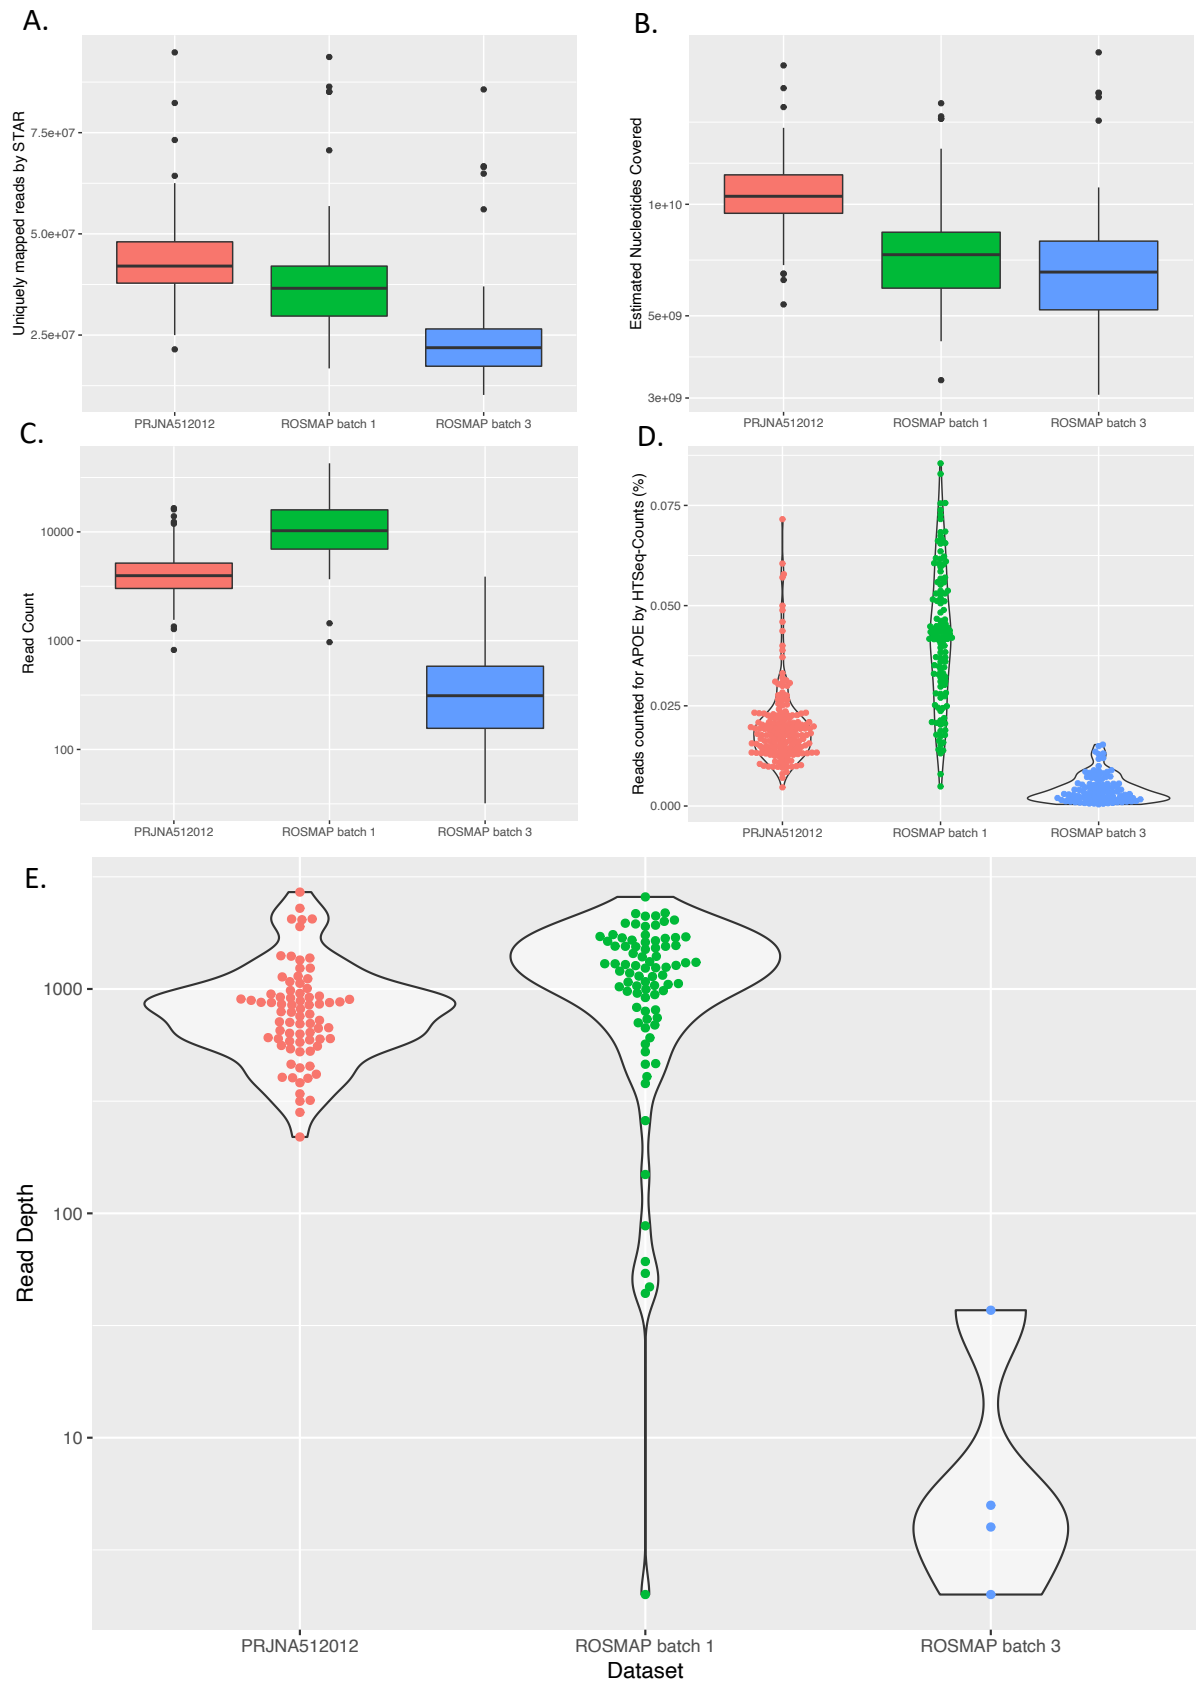 A.
Uniquely mapped reads by STAR
7.5e+07
5.0e+07
2.5e+07
PRJNA512012
ROSMAP batch 1
ROSMAP batch 3
B.
Estimated Nucleotides Covered
1e+10
5e+09
3e+09
PRJNA512012
ROSMAP batch 1
ROSMAP batch 3
C.
Read Count
10000
1000
100
PRJNA512012
ROSMAP batch 1
ROSMAP batch 3
D.
Reads counted for APOE by HTSeq-Counts (%)
0.075
0.050
0.025
0.000
PRJNA512012
ROSMAP batch 1
ROSMAP batch 3
E.
Read Depth
1000
100
10
PRJNA512012
ROSMAP batch 1
ROSMAP batch 3
Dataset